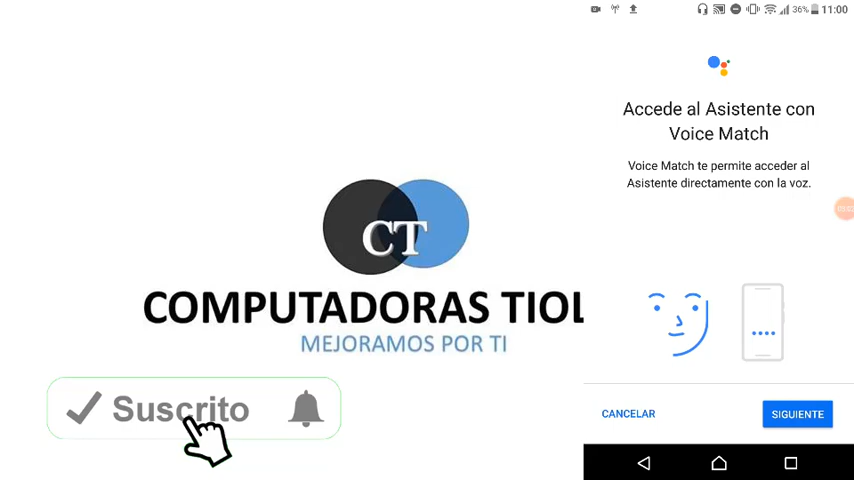 CT
COMPUTADORAS TIOL
MEJORAMOS POR TI
Suscrito
36% 11:00
Accede al Asistente con
Voice Match
Voice Match te permite acceder al
Asistente directamente con la voz.
CANCELAR
SIGUIENTE